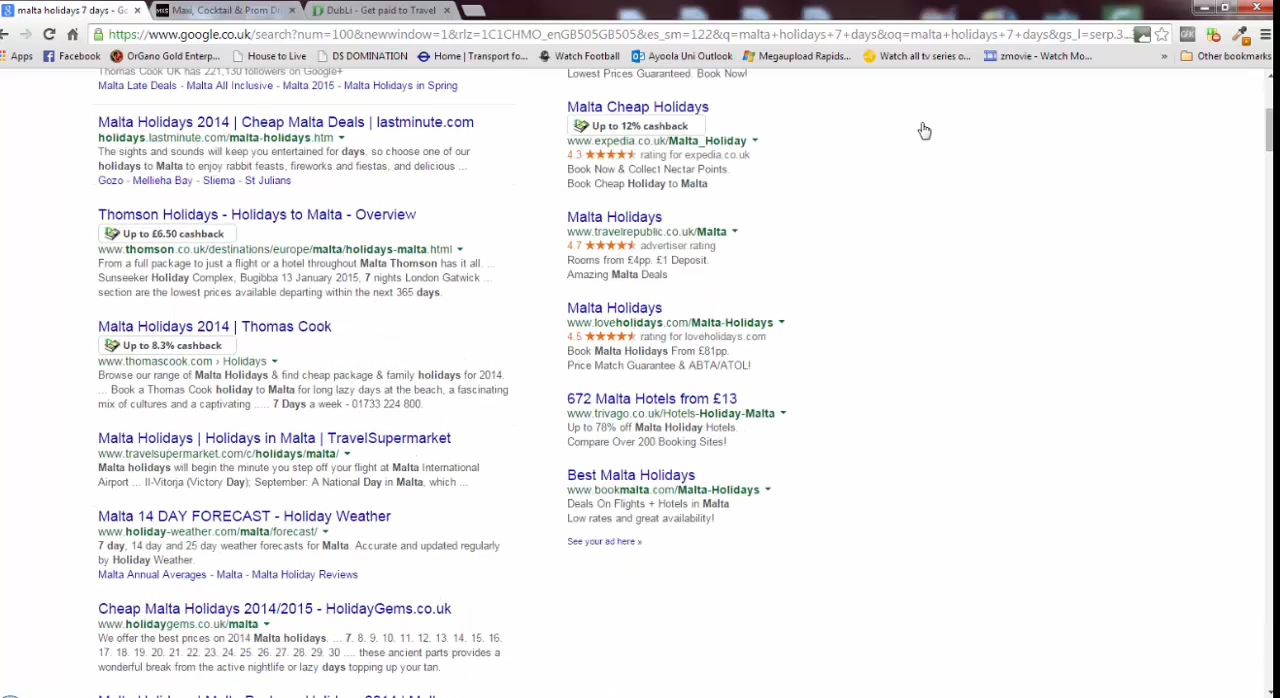 malta holidays 7 days - Go
Maxi, Cocktail & Prom Dr
DubLi - Get paid to Travel
https://www.google.co.uk/search?num=100&newwindow=1&rlz=1C1CHMO_enGB505GB505&es_sm=122&q=malta+holidays+7+days&oq=malta+holidays+7+days&gs_l=serp.3...
Apps
Facebook
OrGano Gold Enterp...
House to Live
DS DOMINATION
Home | Transport fo...
Watch Football
Ayoola Uni Outlook
Megaupload Rapids...
Watch all tv series o...
zmovie - Watch Mo...
»
Other bookmarks
Thomas Cook UK has 221,130 followers on Google+
Malta Late Deals - Malta All Inclusive - Malta 2015 - Malta Holidays in Spring
Malta Holidays 2014 | Cheap Malta Deals | lastminute.com
holidays.lastminute.com/malta-holidays.htm
The sights and sounds will keep you entertained for days, so choose one of our
holidays to Malta to enjoy rabbit feasts, fireworks and fiestas, and delicious ...
Gozo - Mellieha Bay - Sliema - St Julians
Thomson Holidays - Holidays to Malta - Overview
Up to £6.50 cashback
www.thomson.co.uk/destinations/europe/malta/holidays-malta.html
From a full package to just a flight or a hotel throughout Malta Thomson has it all. ...
Sunseeker Holiday Complex, Bugibba 13 January 2015, 7 nights London Gatwick ...
section are the lowest prices available departing within the next 365 days.
Malta Holidays 2014 | Thomas Cook
Up to 8.3% cashback
www.thomascook.com › Holidays
Browse our range of Malta Holidays & find cheap package & family holidays for 2014.
... Book a Thomas Cook holiday to Malta for long lazy days at the beach, a fascinating
mix of cultures and a captivating ..... 7 Days a week - 01733 224 800.
Malta Holidays | Holidays in Malta | TravelSupermarket
www.travelsupermarket.com/c/holidays/malta/
Malta holidays will begin the minute you step off your flight at Malta International
Airport ... Il-Vitorja (Victory Day); September: A National Day in Malta, which ...
Malta 14 DAY FORECAST - Holiday Weather
www.holiday-weather.com/malta/forecast/
7 day, 14 day and 25 day weather forecasts for Malta. Accurate and updated regularly
by Holiday Weather.
Malta Annual Averages - Malta - Malta Holiday Reviews
Cheap Malta Holidays 2014/2015 - HolidayGems.co.uk
www.holidaygems.co.uk/malta
We offer the best prices on 2014 Malta holidays. ... 7. 8. 9. 10. 11. 12. 13. 14. 15. 16.
17. 18. 19. 20. 21. 22. 23. 24. 25. 26. 27. 28. 29. 30 .... these ancient parts provides a
wonderful break from the active nightlife or lazy days topping up your tan.
Lowest Prices Guaranteed. Book Now!
Malta Cheap Holidays
Up to 12% cashback
www.expedia.co.uk/Malta_Holiday
4.3 ★★★★★ rating for expedia.co.uk
Book Now & Collect Nectar Points.
Book Cheap Holiday to Malta
Malta Holidays
www.travelrepublic.co.uk/Malta
4.7 ★★★★★ advertiser rating
Rooms from £4pp. £1 Deposit.
Amazing Malta Deals
Malta Holidays
www.loveholidays.com/Malta-Holidays
4.5 ★★★★★ rating for loveholidays.com
Book Malta Holidays From £81pp.
Price Match Guarantee & ABTA/ATOL!
672 Malta Hotels from £13
www.trivago.co.uk/Hotels-Holiday-Malta
Up to 78% off Malta Holiday Hotels.
Compare Over 200 Booking Sites!
Best Malta Holidays
www.bookmalta.com/Malta-Holidays
Deals On Flights + Hotels in Malta
Low rates and great availability!
See your ad here »